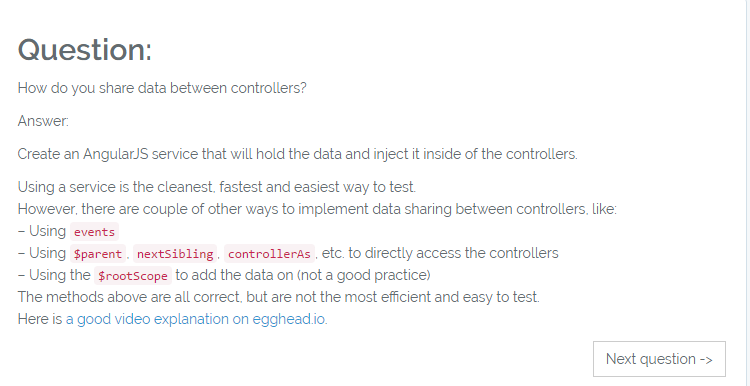 Question:
How do you share data between controllers?
Answer:
Create an AngularJS service that will hold the data and inject it inside of the controllers.
Using a service is the cleanest, fastest and easiest way to test.
However, there are couple of other ways to implement data sharing between controllers, like:
– Using events
– Using $parent, nextSibling, controllerAs, etc. to directly access the controllers
– Using the $rootScope to add the data on (not a good practice)
The methods above are all correct, but are not the most efficient and easy to test.
Here is a good video explanation on egghead.io.
Next question ->